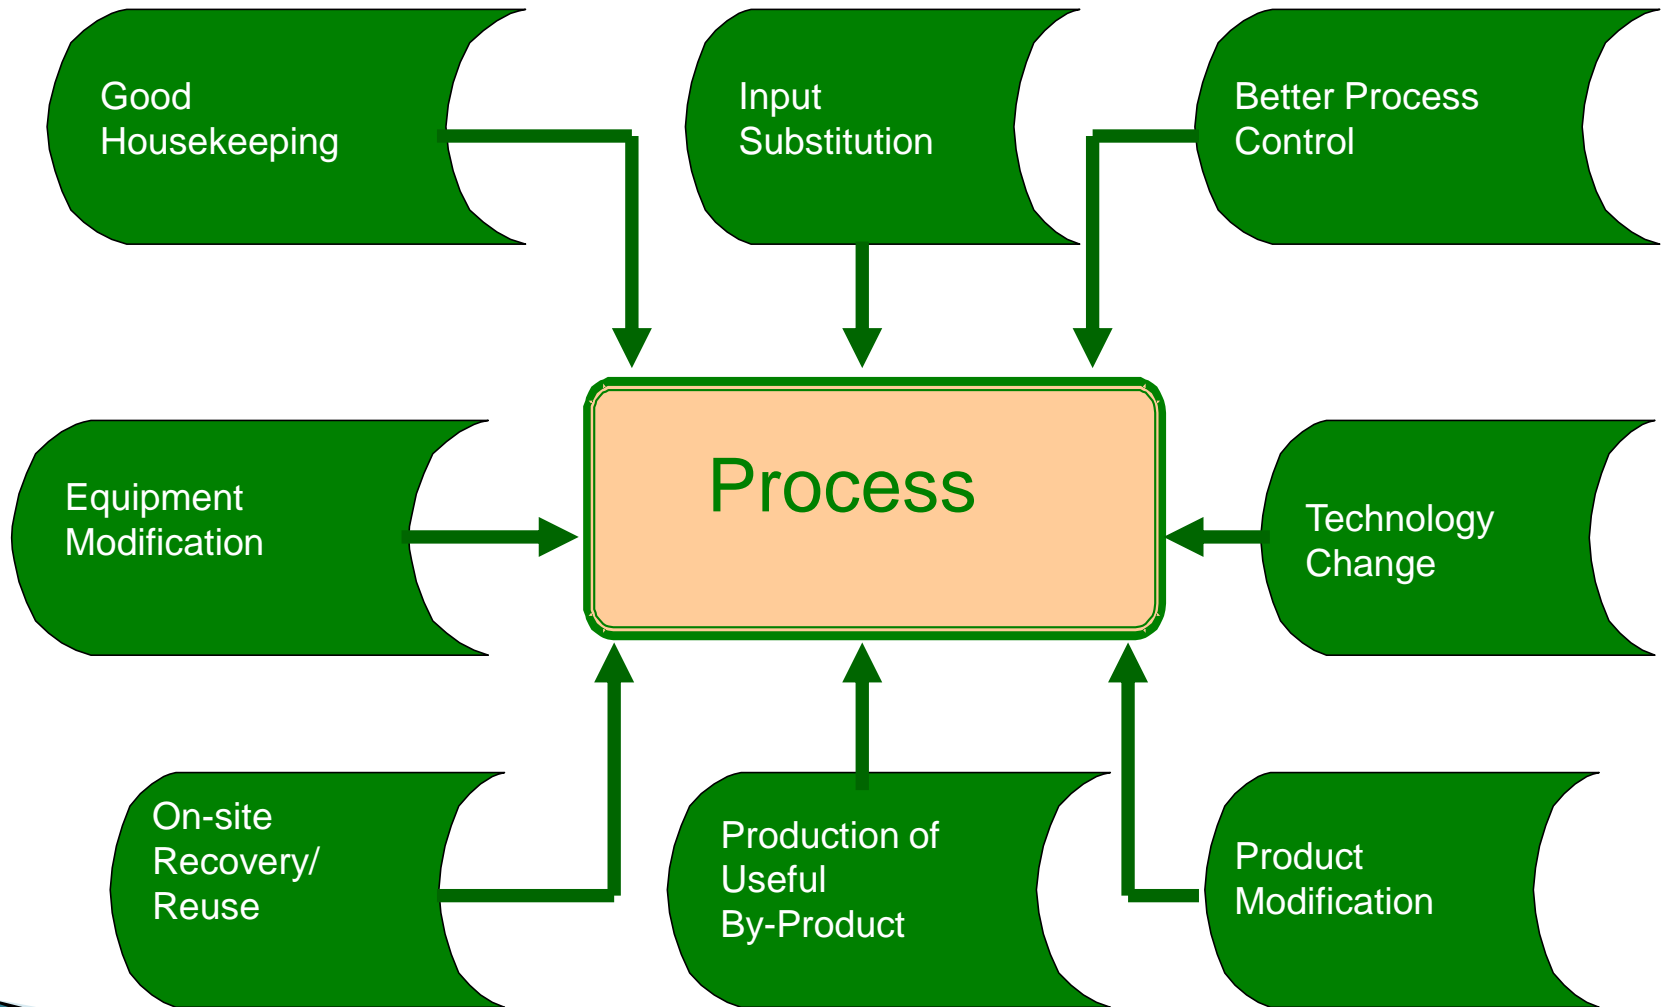 Good
Housekeeping
Input
Substitution
Better Process
Control
Equipment
Modification
Process
Technology
Change
On-site
Recovery/
Reuse
Production of
Useful
By-Product
Product
Modification